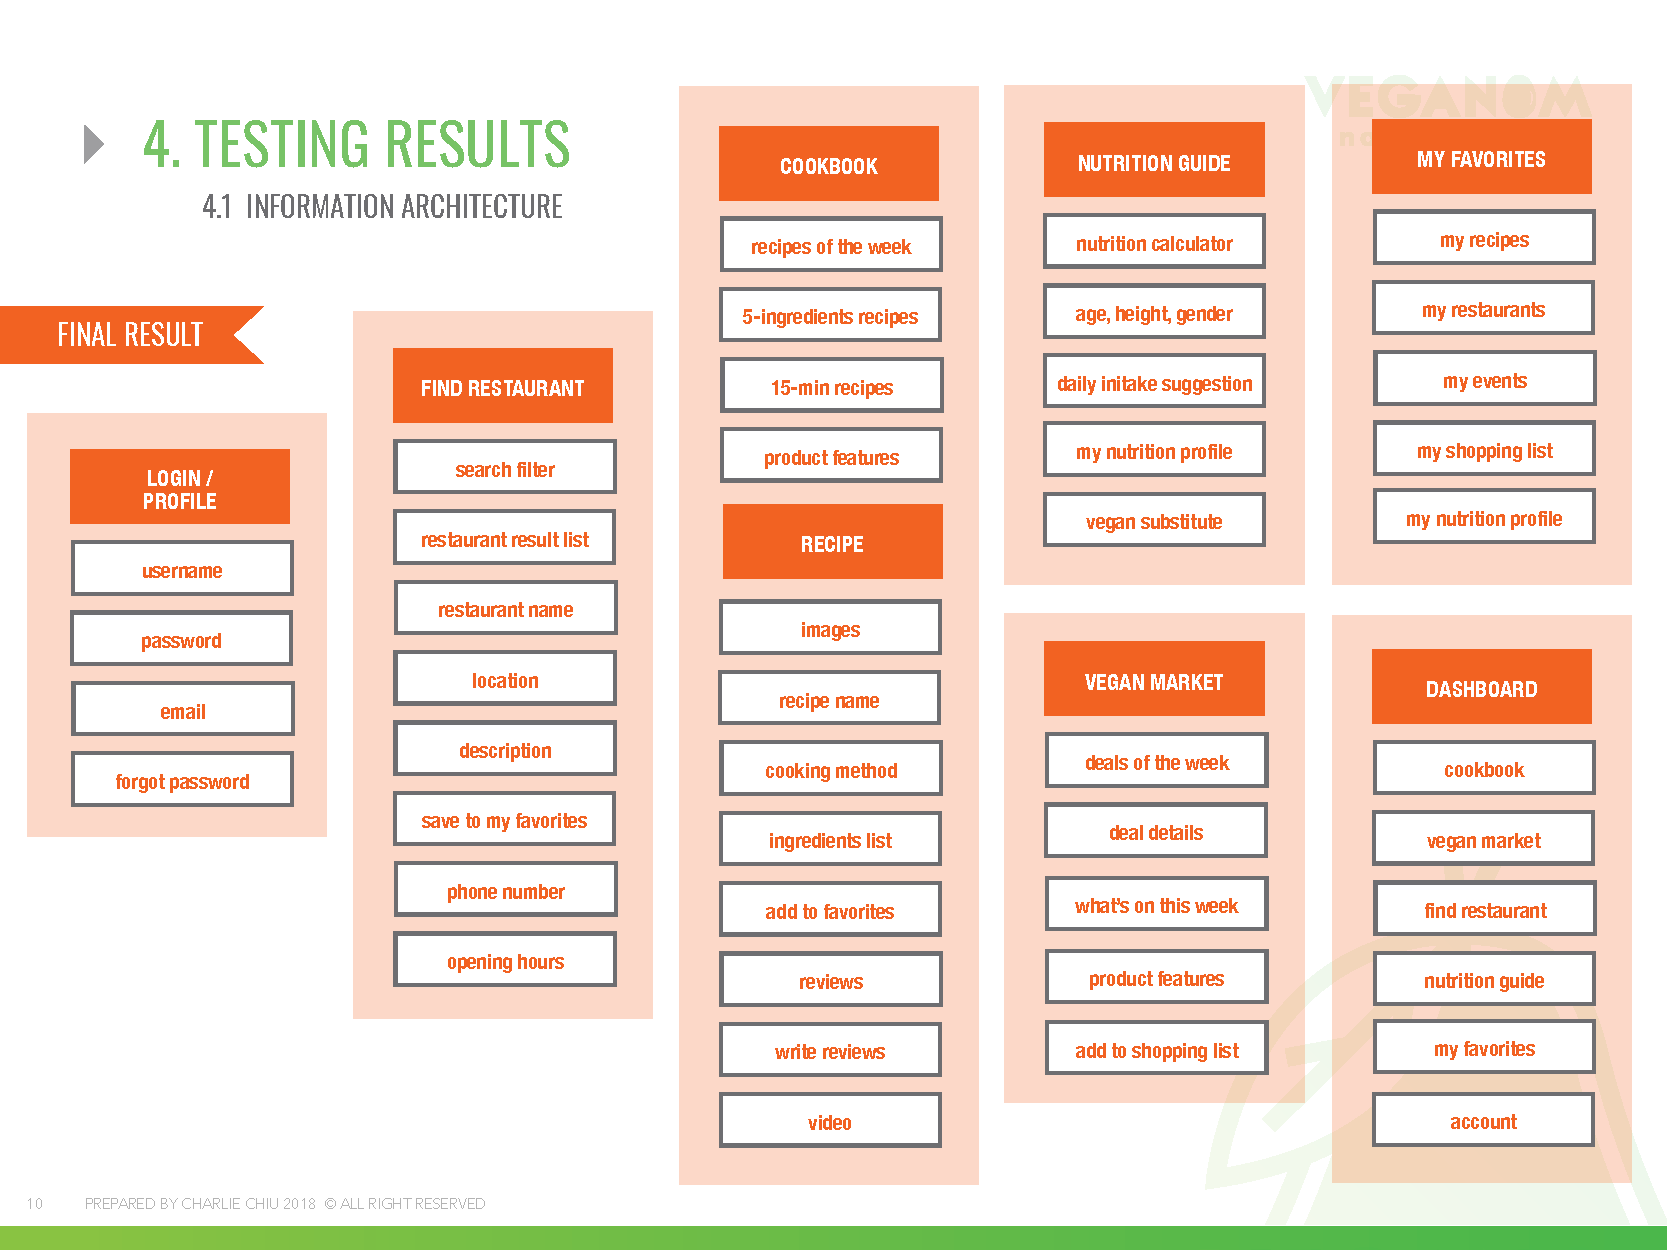 VEGANOM
4. TESTING RESULTS
4.1 INFORMATION ARCHITECTURE
FINAL RESULT
LOGIN /
PROFILE
username
password
email
forgot password
FIND RESTAURANT
search filter
restaurant result list
restaurant name
location
description
save to my favorites
phone number
opening hours
COOKBOOK
recipes of the week
5-ingredients recipes
15-min recipes
product features
RECIPE
images
recipe name
cooking method
ingredients list
add to favorites
reviews
write reviews
video
NUTRITION GUIDE
nutrition calculator
age, height, gender
daily initake suggestion
my nutrition profile
vegan substitute
VEGAN MARKET
deals of the week
deal details
what's on this week
product features
add to shopping list
MY FAVORITES
my recipes
my restaurants
my events
my shopping list
my nutrition profile
DASHBOARD
cookbook
vegan market
find restaurant
nutrition guide
my favorites
account
10 PREPARED BY CHARLIE CHIU 2018 © ALL RIGHT RESERVED